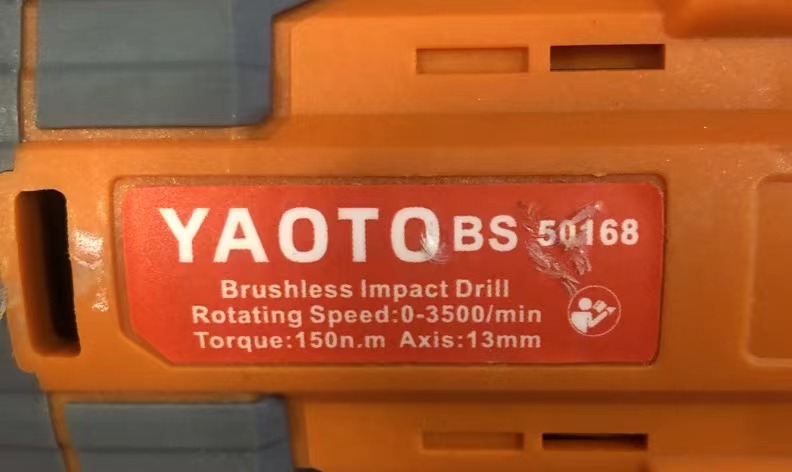 YAOTO BS 50168
Brushless Impact Drill
Rotating Speed:0-3500/min
Torque:150n.m Axis:13mm